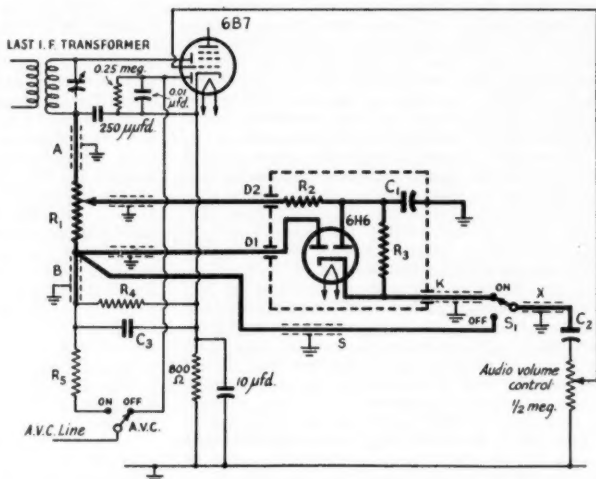 6B7
LAST I. F. TRANSFORMER
0.25 meg.
0.01
µfd.
250 µµfd.
A
R1
D2
R2
C1
6H6
D1
R3
B
K
ON
X
R4
S
OFF
S1
C2
C3
R5
800
Ω
10 µfd.
Audio volume
control
1/2 meg.
ON
OFF
A.V.C.
A.V.C. Line